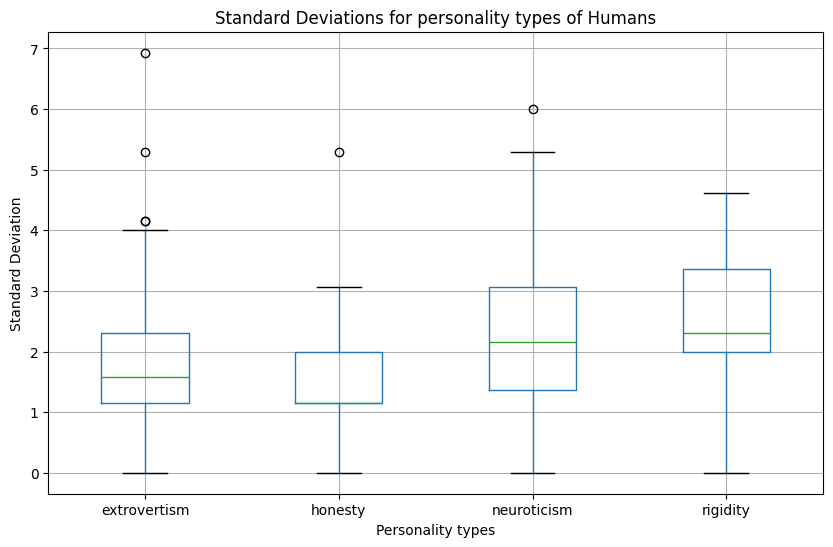 Standard Deviations for personality types of Humans
7
6
5
4
3
2
1
0
Standard Deviation
extrovertism honesty neuroticism rigidity
Personality types